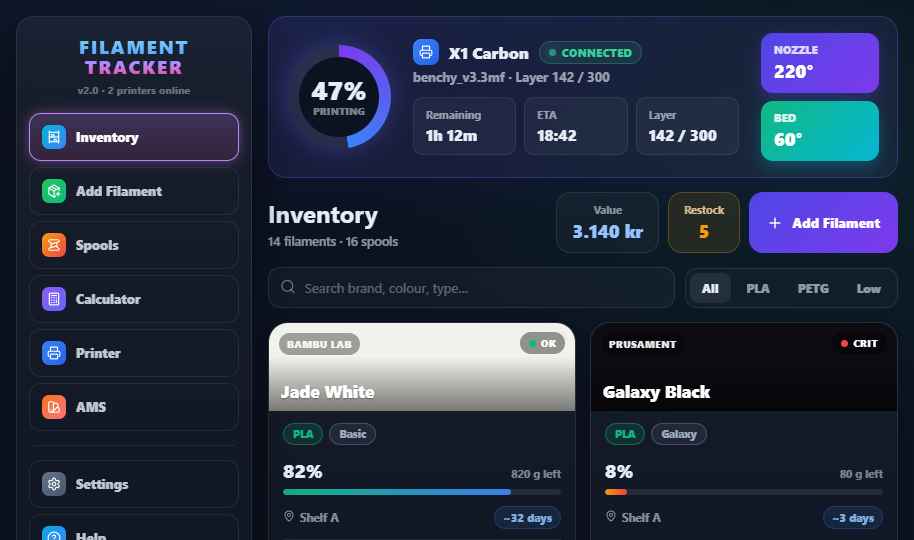 FILAMENT
TRACKER
v2.0 · 2 printers online
Inventory
Add Filament
Spools
Calculator
Printer
AMS
Settings
Help
47%
PRINTING
X1 Carbon
CONNECTED
benchy_v3.3mf · Layer 142 / 300
Remaining
1h 12m
ETA
18:42
Layer
142 / 300
NOZZLE
220°
BED
60°
Inventory
14 filaments · 16 spools
Value
3.140 kr
Restock
5
+ Add Filament
Search brand, colour, type...
All
PLA
PETG
Low
BAMBU LAB
OK
Jade White
PLA
Basic
82%
820 g left
Shelf A
~32 days
PRUSAMENT
CRIT
Galaxy Black
PLA
Galaxy
8%
80 g left
Shelf A
~3 days